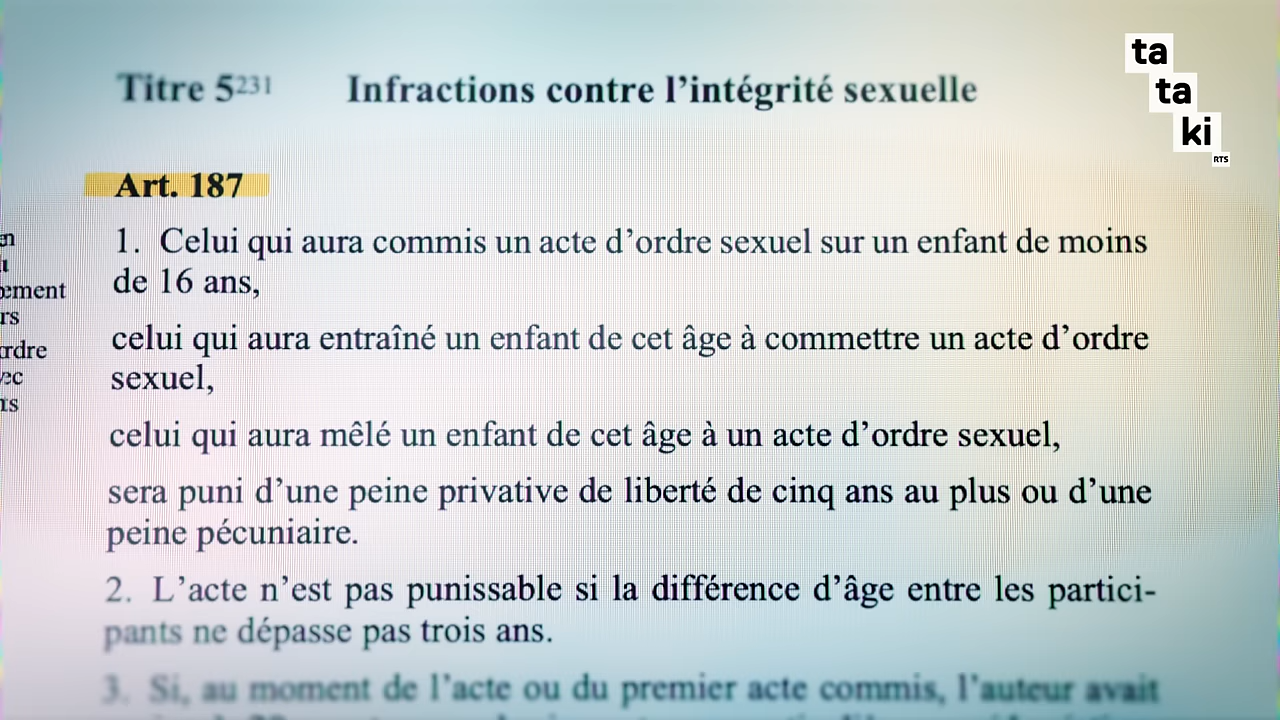 ta
ta
ki
RTS
Titre 5231 Infractions contre l'intégrité sexuelle
Art. 187
1. Celui qui aura commis un acte d'ordre sexuel sur un enfant de moins
de 16 ans,
celui qui aura entraîné un enfant de cet âge à commettre un acte d'ordre
sexuel,
celui qui aura mêlé un enfant de cet âge à un acte d'ordre sexuel,
sera puni d'une peine privative de liberté de cinq ans au plus ou d'une
peine pécuniaire.
2. L'acte n'est pas punissable si la différence d'âge entre les partici-
pants ne dépasse pas trois ans.
3. Si, au moment de l'acte ou du premier acte commis, l'auteur avait